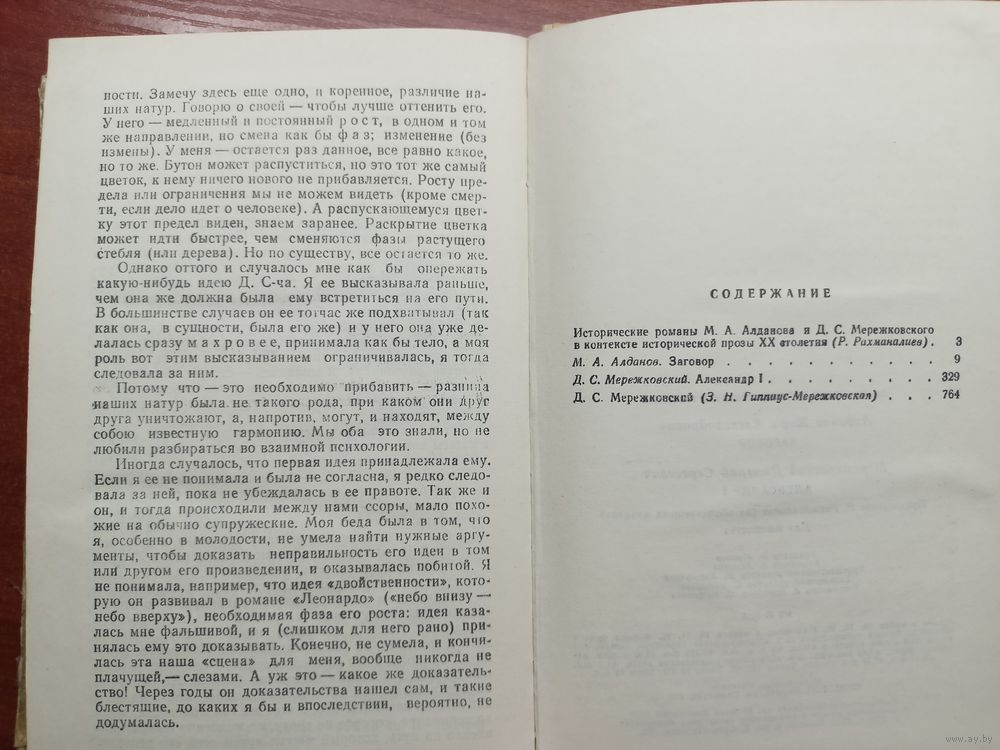 ности. Замечу здесь еще одно, и коренное, различие на-
ших натур. Говорю о своей — чтобы лучше оттенить его.
У него — медленный и постоянный рост, в одном и том
же направлении, но смена как бы фаз; изменение (без
измены). У меня — остается раз данное, все равно какое,
но то же. Бутон может распуститься, но это тот же самый
цветок, к нему ничего нового не прибавляется. Росту пре-
дела или ограничения мы не можем видеть (кроме смер-
ти, если дело идет о человеке). А распускающемуся цвет-
ку этот предел виден, знаем заранее. Раскрытие цветка
может идти быстрее, чем сменяются фазы растущего
стебля (или дерева). Но по существу, все остается то же.
Однако оттого и случалось мне как бы опережать
какую-нибудь идею Д. С-ча. Я ее высказывала раньше,
чем она же должна была ему встретиться на его пути.
В большинстве случаев он ее тотчас же подхватывал (так
как она, в сущности, была его же) и у него она уже де-
лалась сразу махровее, принимала как бы тело, а моя
роль вот этим высказыванием ограничивалась, я тогда
следовала за ним.
Потому что — это необходимо прибавить — разница
наших натур была не такого рода, при каком они друг
друга уничтожают, а, напротив, могут, и находят, между
собою известную гармонию. Мы оба это знали, но не
любили разбираться во взаимной психологии.
Иногда случалось, что первая идея принадлежала ему.
Если я ее не понимала и была не согласна, я редко следо-
вала за ней, пока не убеждалась в ее правоте. Так же и
он, и тогда происходили между нами ссоры, мало похо-
жие на обычно супружеские. Моя беда была в том, что
я, особенно в молодости, не умела найти нужные аргу-
менты, чтобы доказать неправильность его идеи в том
или другом его произведении, и оказывалась побитой. Я
не понимала, например, что идея «двойственности», кото-
рую он развивал в романе «Леонардо» («небо внизу —
небо вверху»), необходимая фаза его роста: идея каза-
лась мне фальшивой, и я (слишком для него рано) при-
нялась ему это доказывать. Конечно, не сумела, и кончи-
лась эта наша «сцена» для меня, вообще никогда не
плачущей,— слезами. А уж это — какое же доказатель-
ство! Через годы он доказательства нашел сам, и такие
блестящие, до каких я бы и впоследствии, вероятно, не
додумалась.
СОДЕРЖАНИЕ
Исторические романы М. А. Алданова и Д. С. Мережковского
в контексте исторической прозы XX столетия (Р. Рахманалиев) . 3
М. А. Алданов. Заговор . . . . . . . . . . 9
Д. С. Мережковский. Александр I . . . . . . . . 329
Д. С. Мережковский (З. Н. Гиппиус-Мережковская) . . . 764
www.ay.by